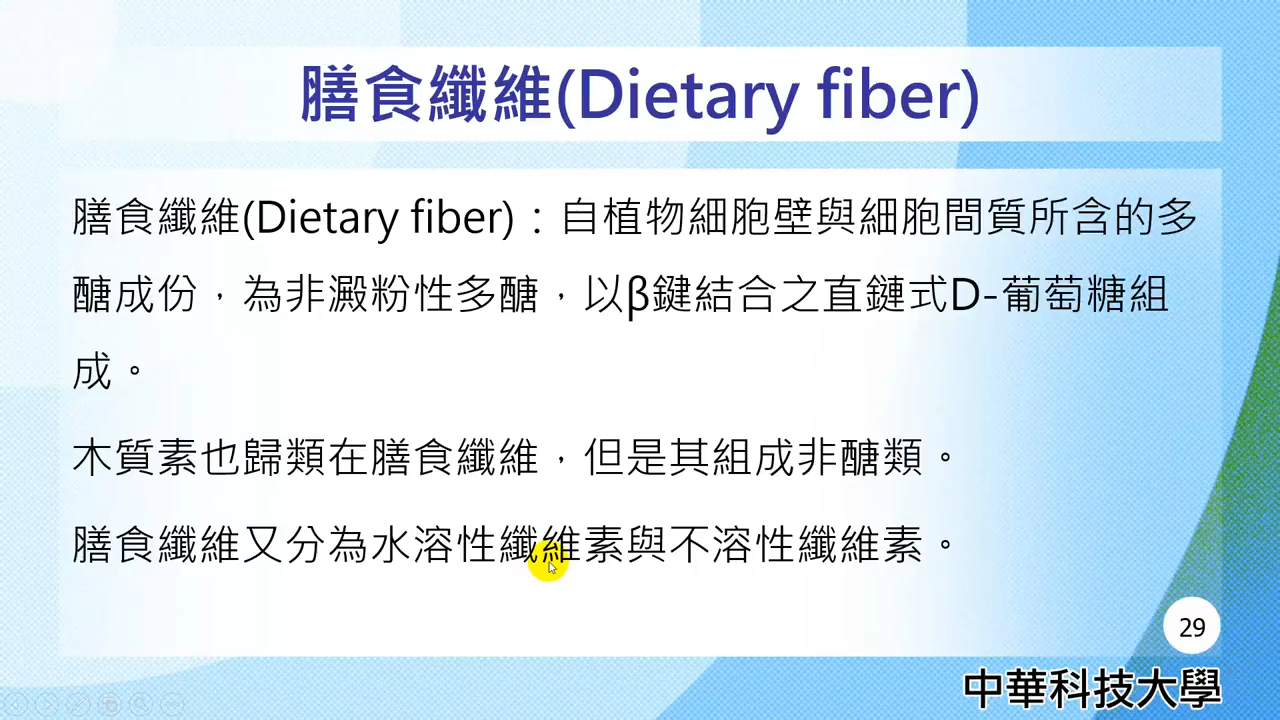 膳食纖維(Dietary fiber)
膳食纖維(Dietary fiber)：自植物細胞壁與細胞間質所含的多
醣成份，為非澱粉性多醣，以β鍵結合之直鏈式D-葡萄糖組
成。
木質素也歸類在膳食纖維，但是其組成非醣類。
膳食纖維又分為水溶性纖維素與不溶性纖維素。
29
中華科技大學